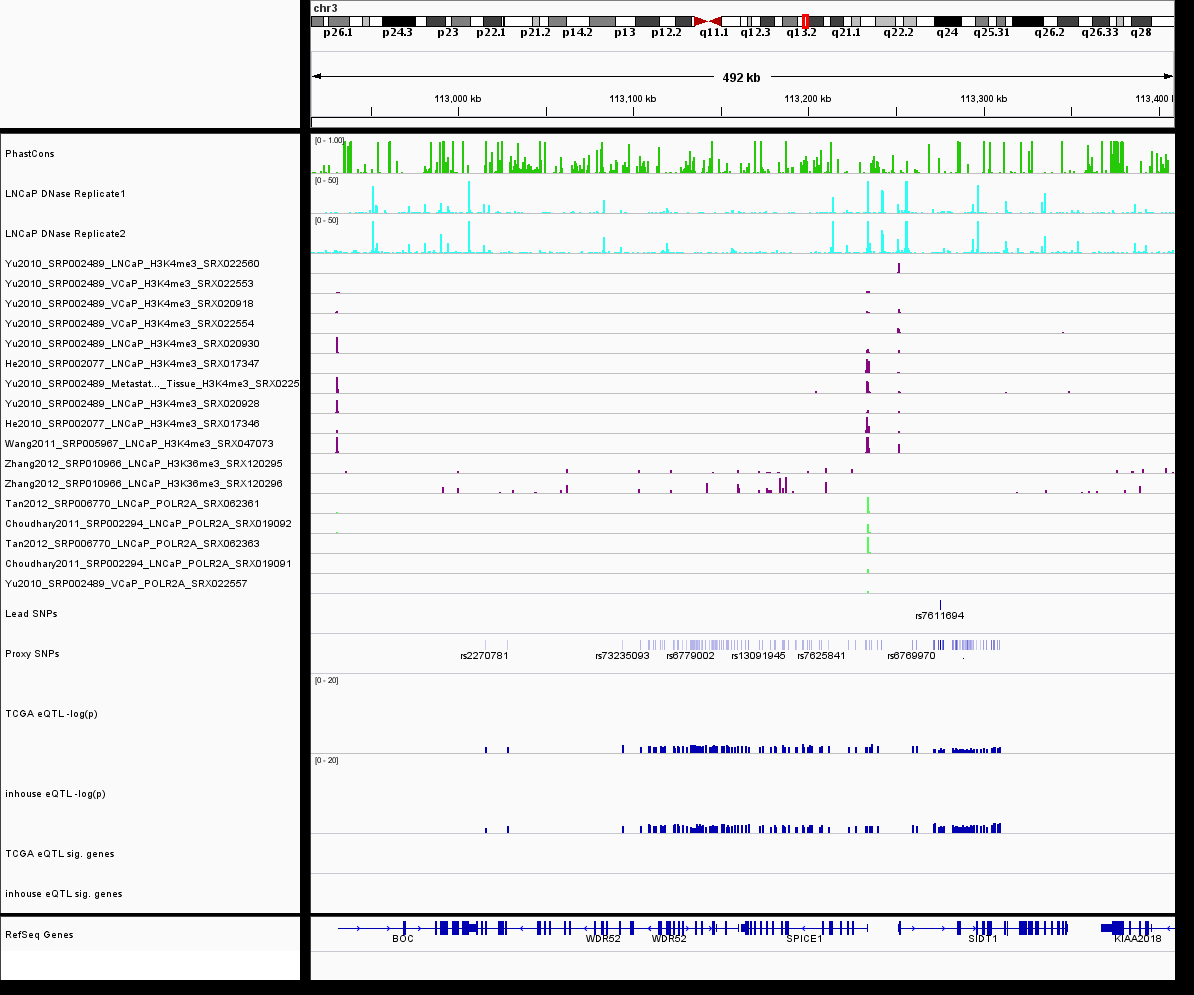 chr3
p26.1 p24.3 p23 p22.1 p21.2 p14.2 p13 p12.2 q11.1 q12.3 q13.2 q21.1 q22.2 q24 q25.31 q26.2 q26.33 q28
492 kb
113,000 kb 113,100 kb 113,200 kb 113,300 kb 113,400 l
PhastCons
[0 - 1.00]
LNCaP DNase Replicate1
[0 - 50]
LNCaP DNase Replicate2
[0 - 50]
Yu2010_SRP002489_LNCaP_H3K4me3_SRX022560
Yu2010_SRP002489_VCaP_H3K4me3_SRX022553
Yu2010_SRP002489_VCaP_H3K4me3_SRX020918
Yu2010_SRP002489_VCaP_H3K4me3_SRX022554
Yu2010_SRP002489_LNCaP_H3K4me3_SRX020930
He2010_SRP002077_LNCaP_H3K4me3_SRX017347
Yu2010_SRP002489_Metastat..._Tissue_H3K4me3_SRX0225
Yu2010_SRP002489_LNCaP_H3K4me3_SRX020928
He2010_SRP002077_LNCaP_H3K4me3_SRX017346
Wang2011_SRP005967_LNCaP_H3K4me3_SRX047073
Zhang2012_SRP010966_LNCaP_H3K36me3_SRX120295
Zhang2012_SRP010966_LNCaP_H3K36me3_SRX120296
Tan2012_SRP006770_LNCaP_POLR2A_SRX062361
Choudhary2011_SRP002294_LNCaP_POLR2A_SRX019092
Tan2012_SRP006770_LNCaP_POLR2A_SRX062363
Choudhary2011_SRP002294_LNCaP_POLR2A_SRX019091
Yu2010_SRP002489_VCaP_POLR2A_SRX022557
Lead SNPs
rs7611694
Proxy SNPs
rs2270781 rs73235093 rs6779002 rs13091945 rs7625841 rs6769970 .
[0 - 20]
TCGA eQTL -log(p)
[0 - 20]
inhouse eQTL -log(p)
TCGA eQTL sig. genes
inhouse eQTL sig. genes
RefSeq Genes
BOC WDR52 WDR52 SPICE1 SIDT1 KIAA2018